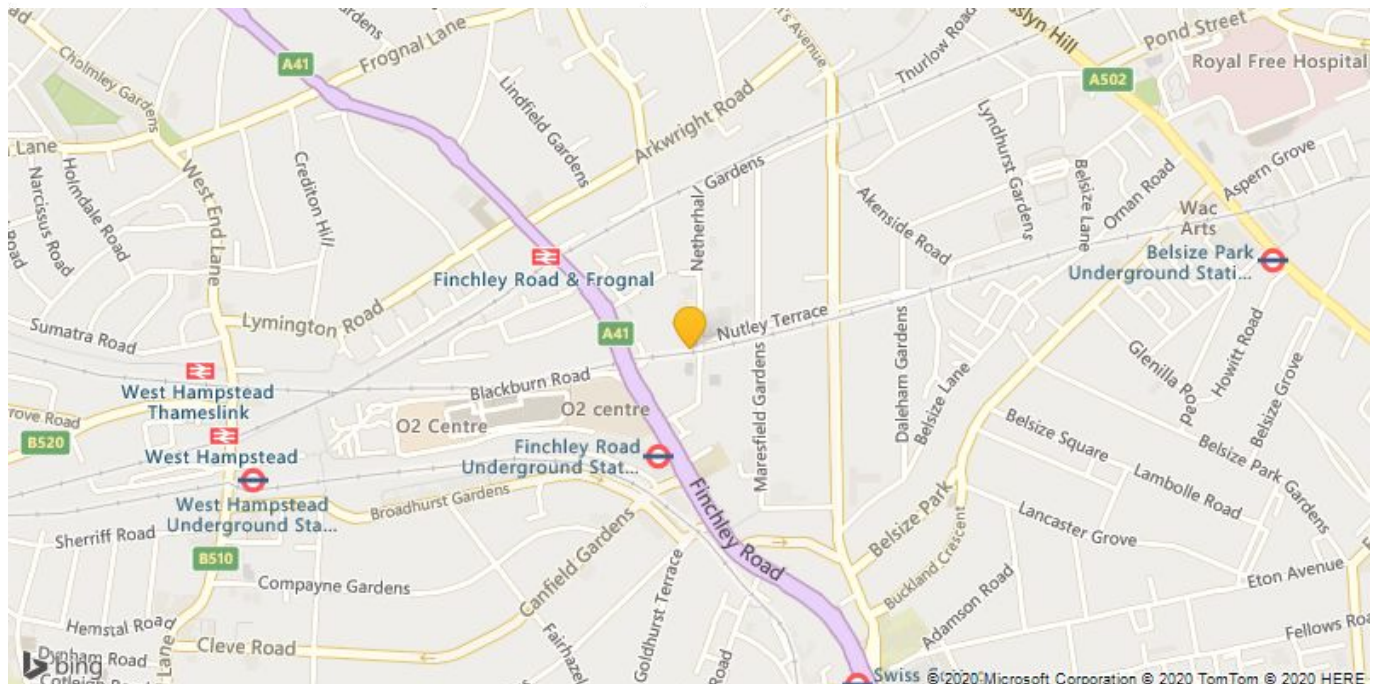 A41
Frognal Lane
Cholmley Gardens
Gardens
Lindfield Gardens
Arkwright Road
Thurlow Road
Pond Street
Royal Free Hospital
A502
Lane
Narcissus Road
Holmdale Road
Road
West End Lane
Crediton Hill
Netherhall Gardens
Akenside Road
Lyndhurst Gardens
Belsize Lane
Ornan Road
Aspern Grove
Wac
Arts
Belsize Park
Underground Stati...
Finchley Road & Frognal
Lymington Road
Sumatra Road
A41
Nutley Terrace
Maresfield Gardens
Daleham Gardens
Belsize Lane
Glenilla Road
Howitt Road
Belsize Grove
West Hampstead
Thameslink
Blackburn Road
O2 centre
O2 Centre
B520
West Hampstead
Finchley Road
Underground Stat...
Belsize Square
Belsize Park Gardens
Lambolle Road
West Hampstead
Underground Sta...
Broadhurst Gardens
Finchley Road
Belsize Park
Lancaster Grove
Sherriff Road
B510
Compayne Gardens
Canfield Gardens
Goldhurst Terrace
Buckland Crescent
Adamson Road
Eton Avenue
Hemstal Road
Lane
Cleve Road
Road
Fellows Roa
bing
Swiss
© 2020 Microsoft Corporation © 2020 TomTom © 2020 HERE